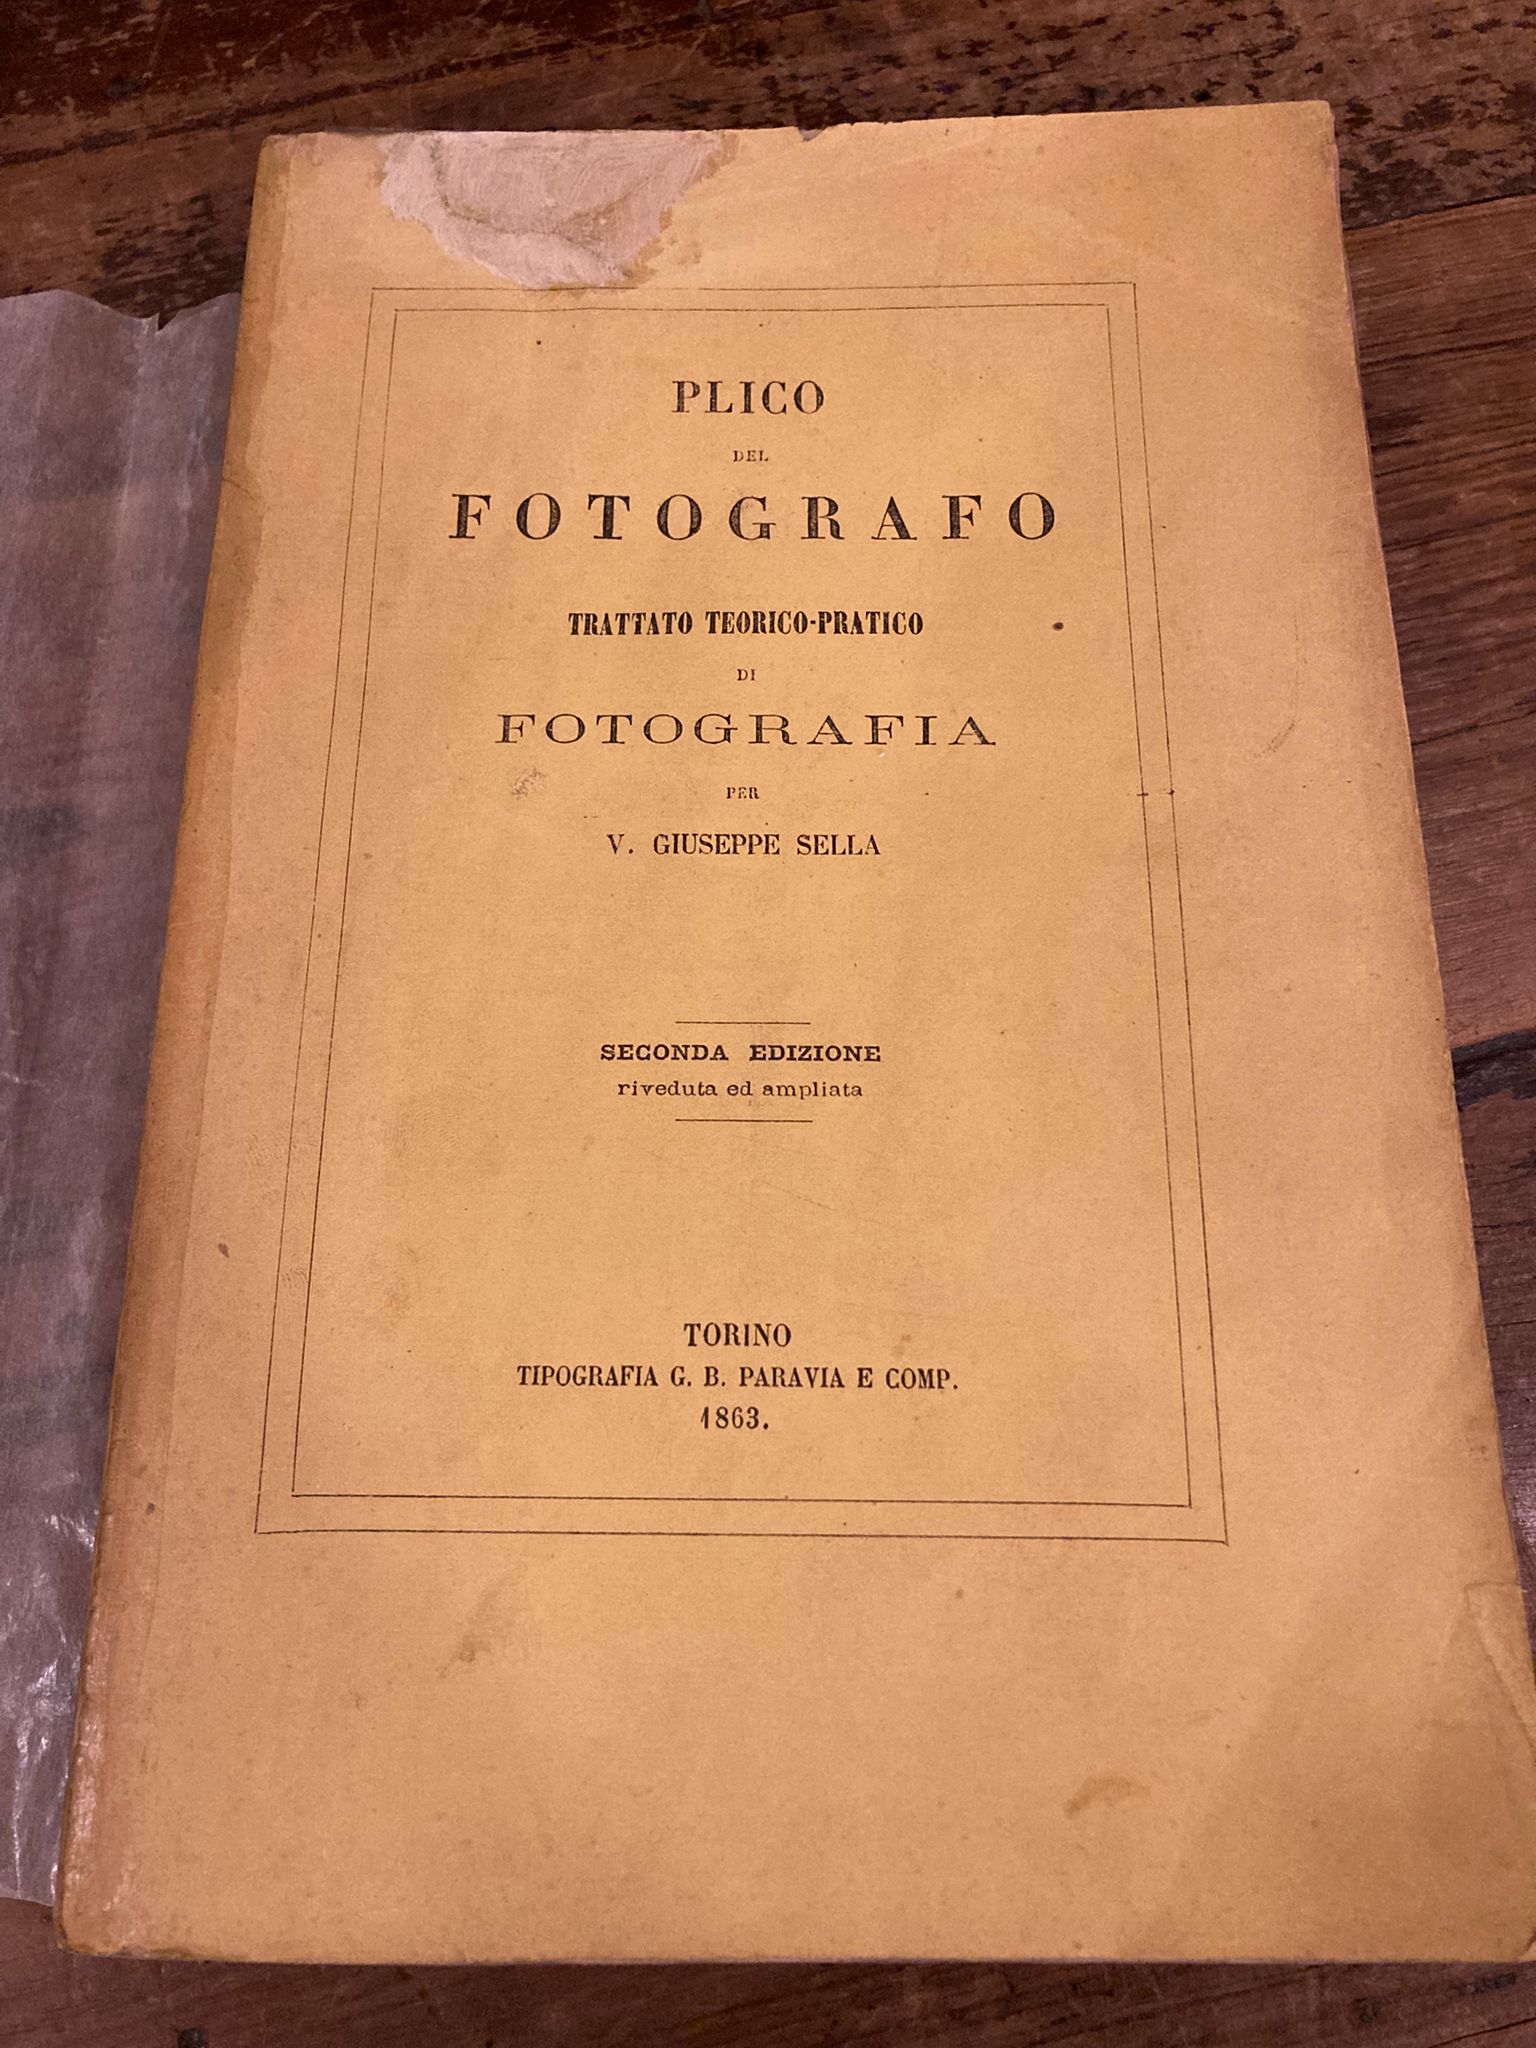 PLICO
DEL
FOTOGRAFO
TRATTATO TEORICO-PRATICO
DI
FOTOGRAFIA
PER
V. GIUSEPPE SELLA
SECONDA EDIZIONE
riveduta ed ampliata
TORINO
TIPOGRAFIA G. B. PARAVIA E COMP.
1863.